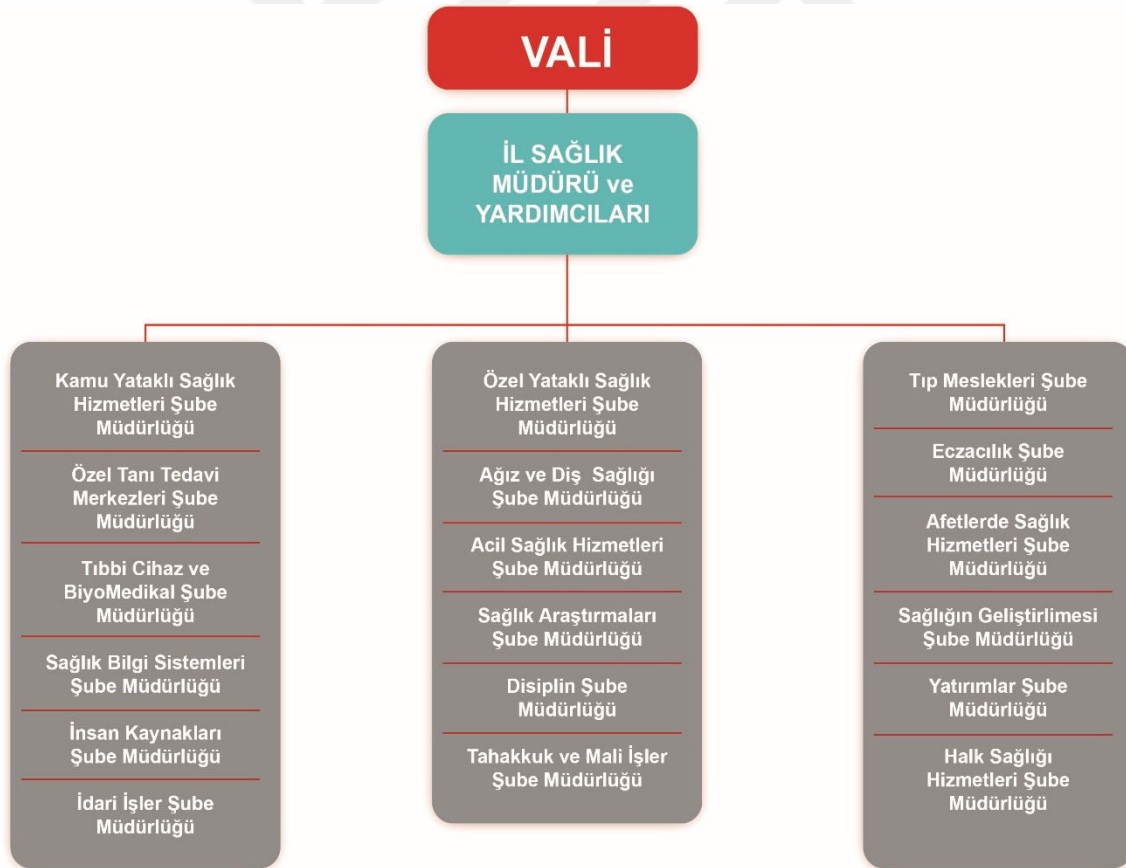 VALİ
İL SAĞLIK
MÜDÜRÜ ve
YARDIMCILARI
Kamu Yataklı Sağlık
Hizmetleri Şube
Müdürlüğü
Özel Tanı Tedavi
Merkezleri Şube
Müdürlüğü
Tıbbi Cihaz ve
BiyoMedikal Şube
Müdürlüğü
Sağlık Bilgi Sistemleri
Şube Müdürlüğü
İnsan Kaynakları
Şube Müdürlüğü
İdari İşler Şube
Müdürlüğü
Özel Yataklı Sağlık
Hizmetleri Şube
Müdürlüğü
Ağız ve Diş  Sağlığı
Şube Müdürlüğü
Acil Sağlık Hizmetleri
Şube Müdürlüğü
Sağlık Araştırmaları
Şube Müdürlüğü
Disiplin Şube
Müdürlüğü
Tahakkuk ve Mali İşler
Şube Müdürlüğü
Tıp Meslekleri Şube
Müdürlüğü
Eczacılık Şube
Müdürlüğü
Afetlerde Sağlık
Hizmetleri Şube
Müdürlüğü
Sağlığın Geliştirlimesi
Şube Müdürlüğü
Yatırımlar Şube
Müdürlüğü
Halk Sağlığı
Hizmetleri Şube
Müdürlüğü